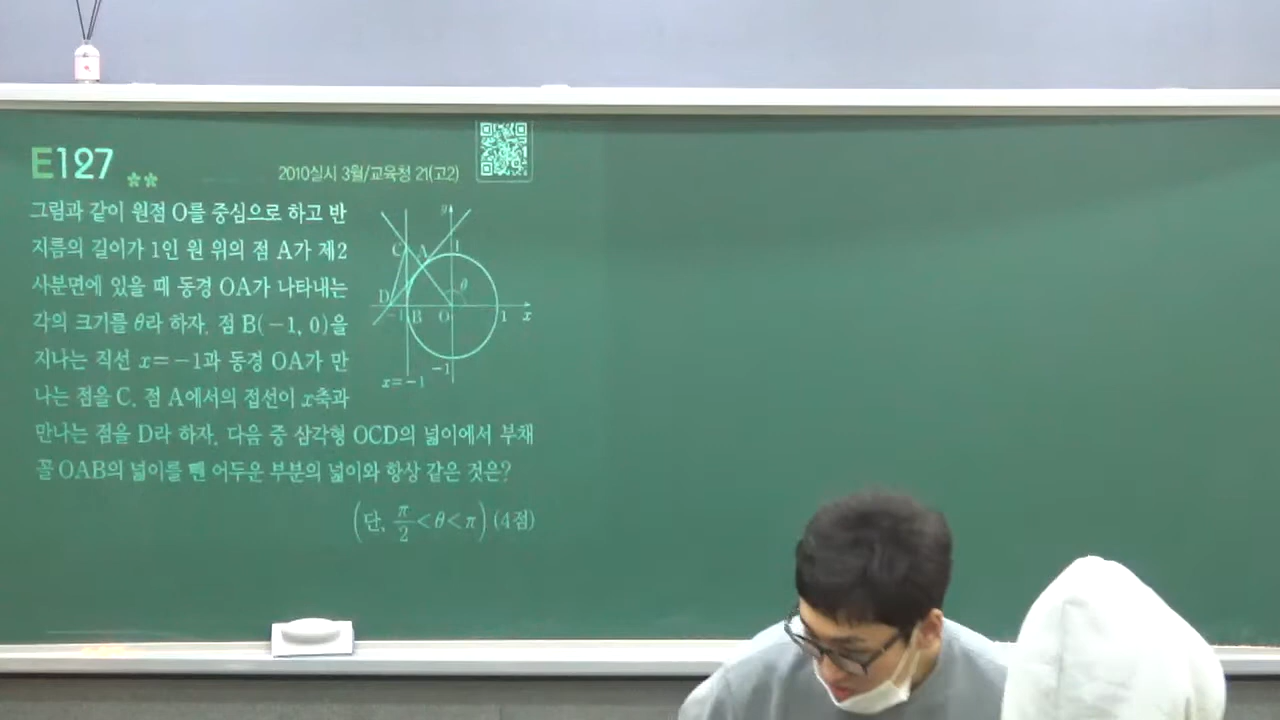 E127 ** 2010실시 3월/교육청 21(고2)
그림과 같이 원점 O를 중심으로 하고 반
지름의 길이가 1인 원 위의 점 A가 제2
사분면에 있을 때 동경 OA가 나타내는
각의 크기를 θ라 하자. 점 B(-1, 0)을
지나는 직선 x=-1과 동경 OA가 만
나는 점을 C, 점 A에서의 접선이 x축과
만나는 점을 D라 하자. 다음 중 삼각형 OCD의 넓이에서 부채
꼴 OAB의 넓이를 뺀 어두운 부분의 넓이와 항상 같은 것은?
(단, π/2<θ<π) (4점)
y
C A 1
θ
D
-1 B O 1 x
-1
x=-1